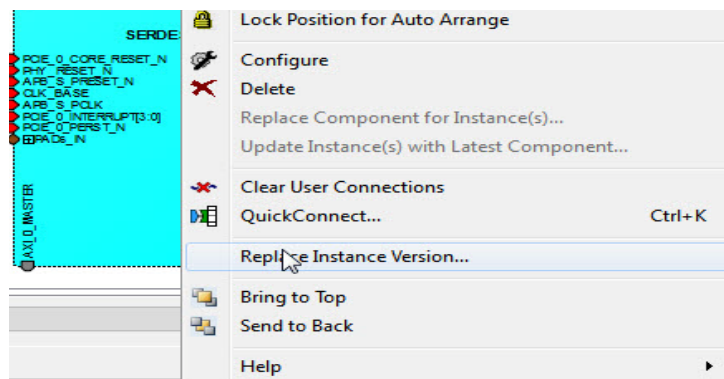 SERDE
PCIE_0_CORE_RESET_N
PHY_RESET_N
APB_S_PRESET_N
CLK_BASE
APB_S_PCLK
PCIE_0_INTERRUPT[3:0]
PCIE_0_PERST_N
PADs_IN
AXI_0_MASTER
Lock Position for Auto Arrange
Configure
Delete
Replace Component for Instance(s)...
Update Instance(s) with Latest Component...
Clear User Connections
QuickConnect... Ctrl+K
Replace Instance Version...
Bring to Top
Send to Back
Help